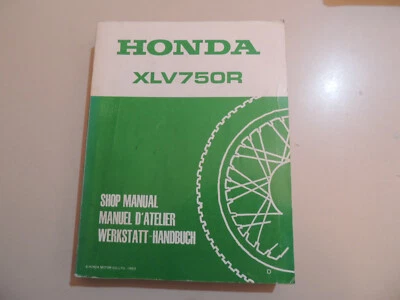 HONDA
XLV750R
SHOP MANUAL
MANUEL D'ATELIER
WERKSTATT-HANDBUCH
D